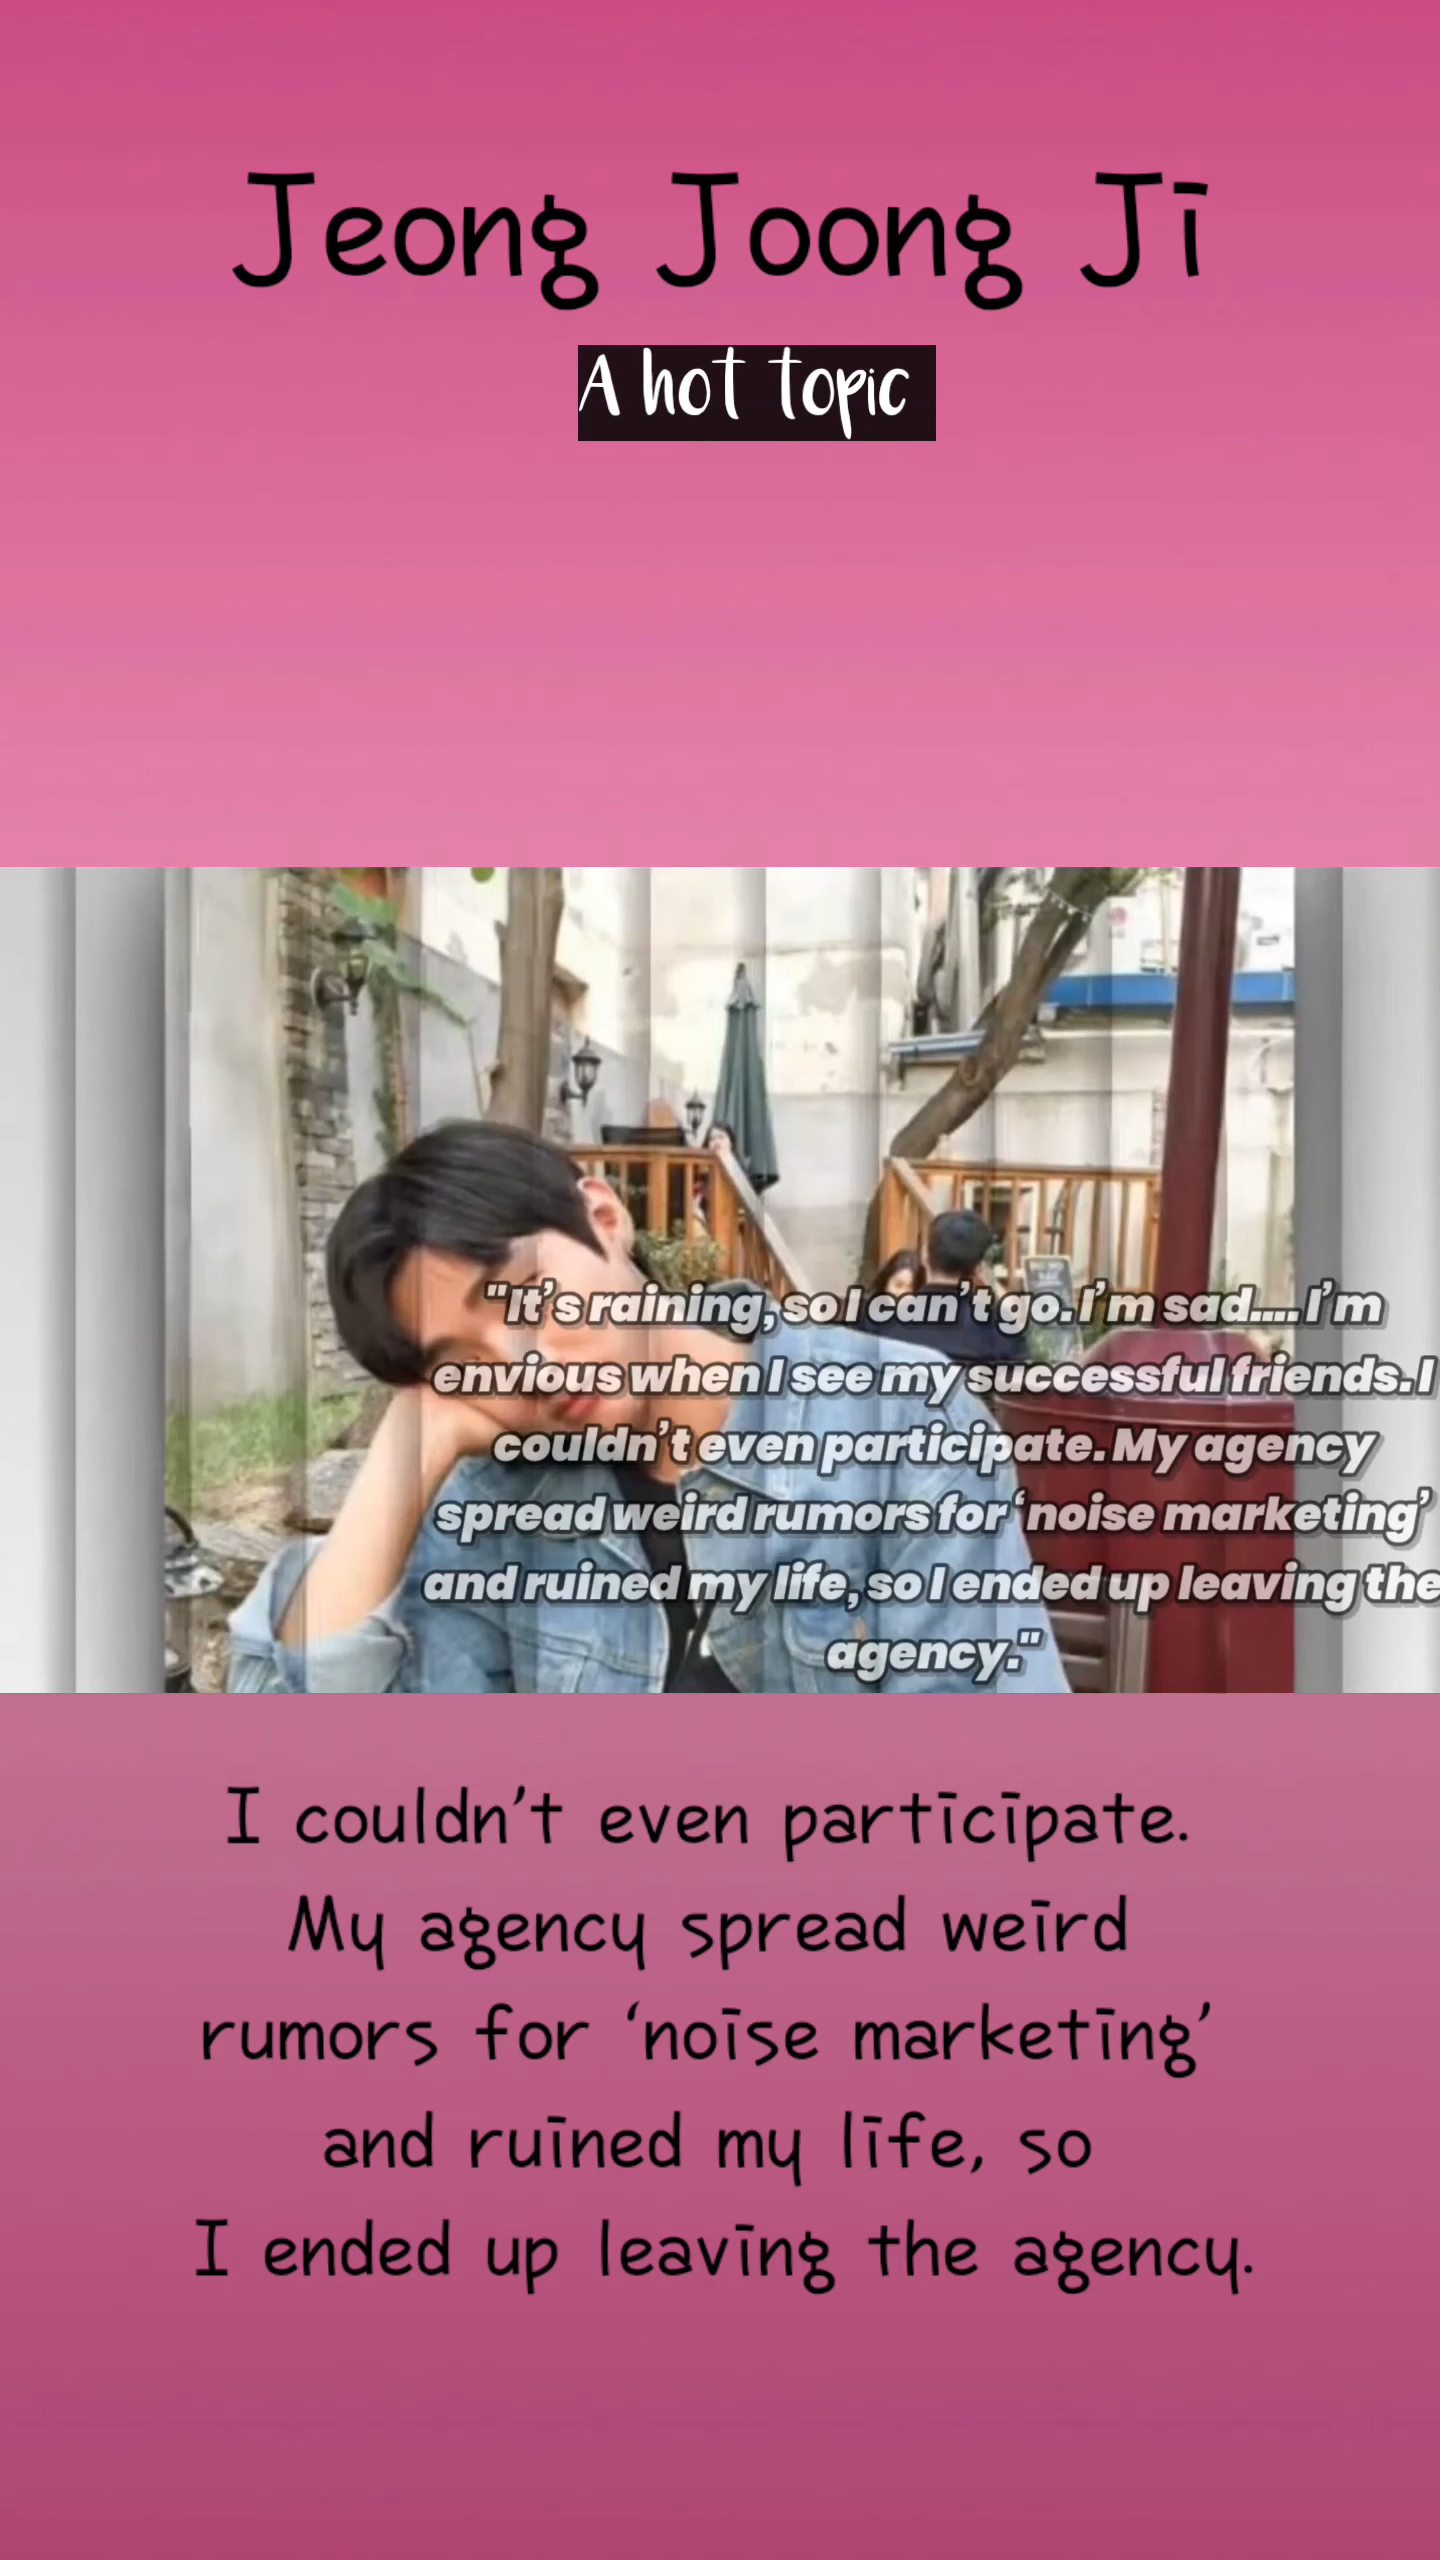 Jeong Joong Ji
A hot topic
"It's raining, so I can't go. I'm sad.... I'm
envious when I see my successful friends. I
couldn't even participate. My agency
spread weird rumors for ‘noise marketing’
and ruined my life, so I ended up leaving the
agency."
I couldn't even participate.
My agency spread weird
rumors for ‘noise marketing’
and ruined my life, so
I ended up leaving the agency.